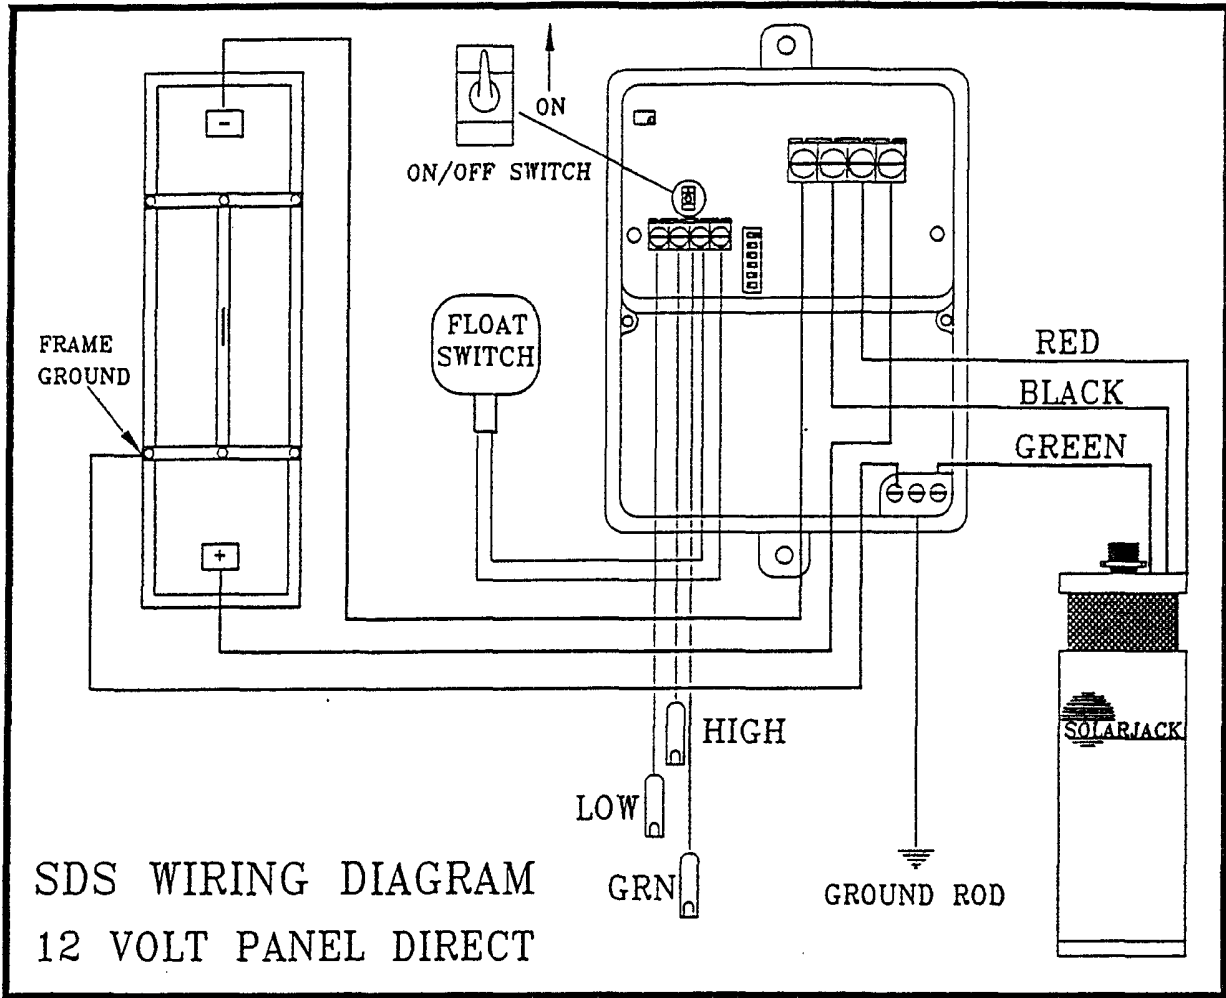 ON
ON/OFF SWITCH
-
FLOAT
SWITCH
FRAME
GROUND
RED
BLACK
GREEN
+
SOLARJACK
HIGH
LOW
GRN
GROUND ROD
SDS WIRING DIAGRAM
12 VOLT PANEL DIRECT